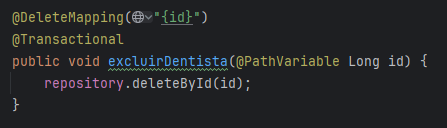 @DeleteMapping("{id}")
@Transactional
public void excluirDentista(@PathVariable Long id) {
    repository.deleteById(id);
}